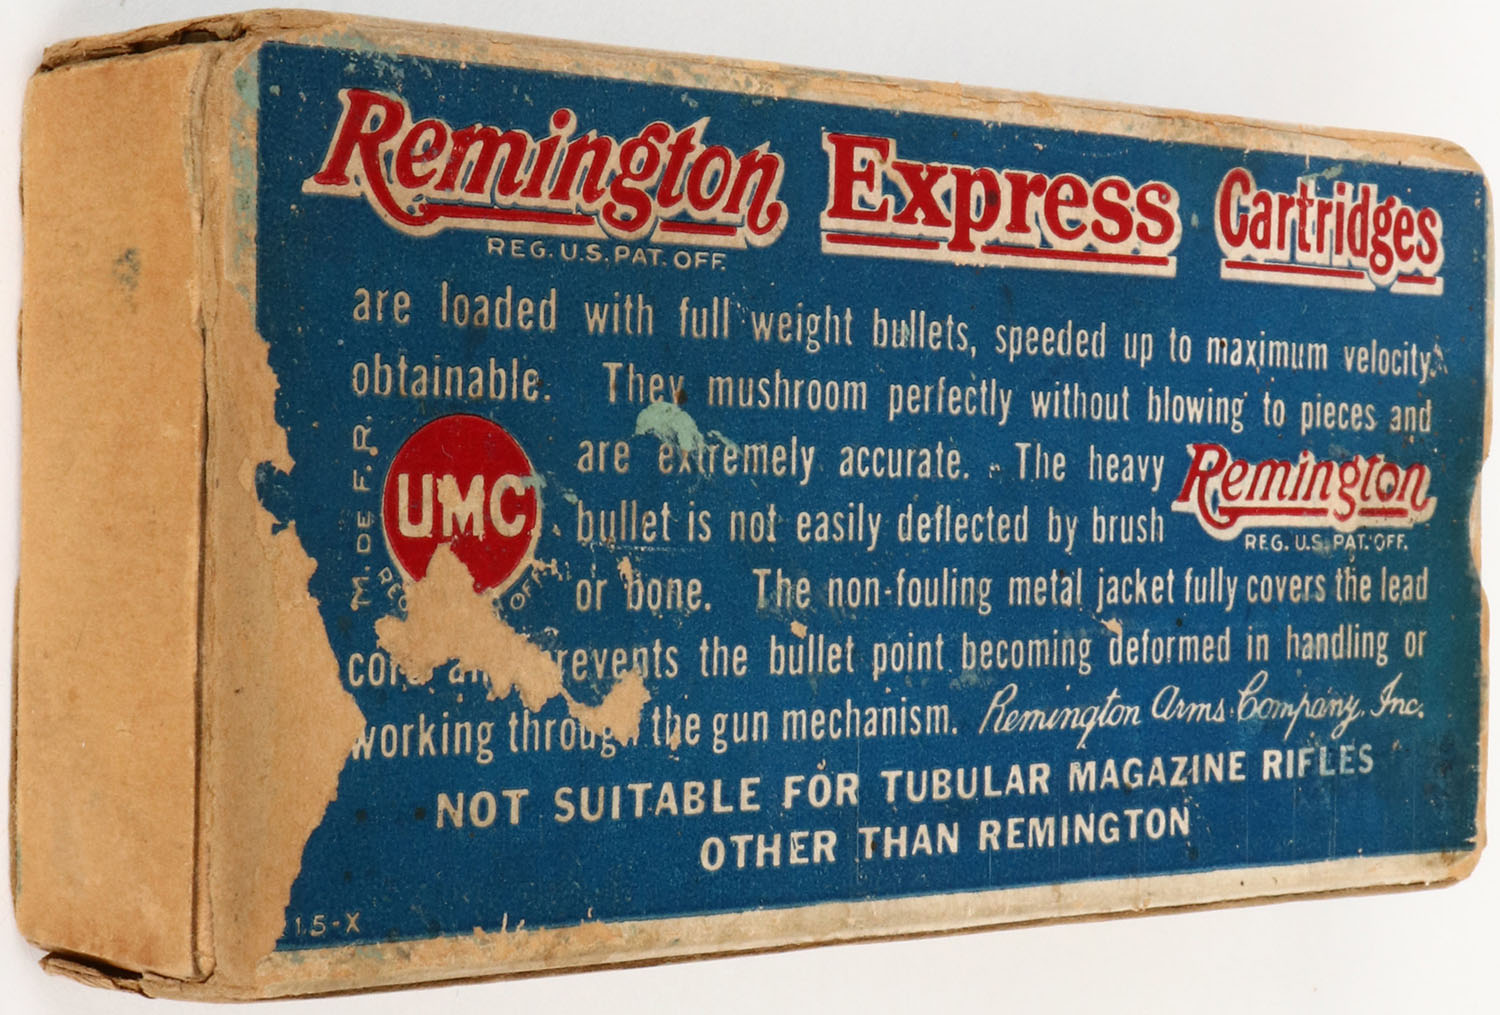 Remington Express Cartridges
REG. U.S. PAT. OFF.
are loaded with full weight bullets, speeded up to maximum velocity
obtainable. They mushroom perfectly without blowing to pieces and
are extremely accurate. The heavy Remington
REG. U.S. PAT. OFF.
bullet is not easily deflected by brush
or bone. The non-fouling metal jacket fully covers the lead
the bullet point becoming deformed in handling or
working the gun mechanism. Remington Arms Company, Inc.
M. DE F.R.
UMC
NOT SUITABLE FOR TUBULAR MAGAZINE RIFLES
OTHER THAN REMINGTON
15-X